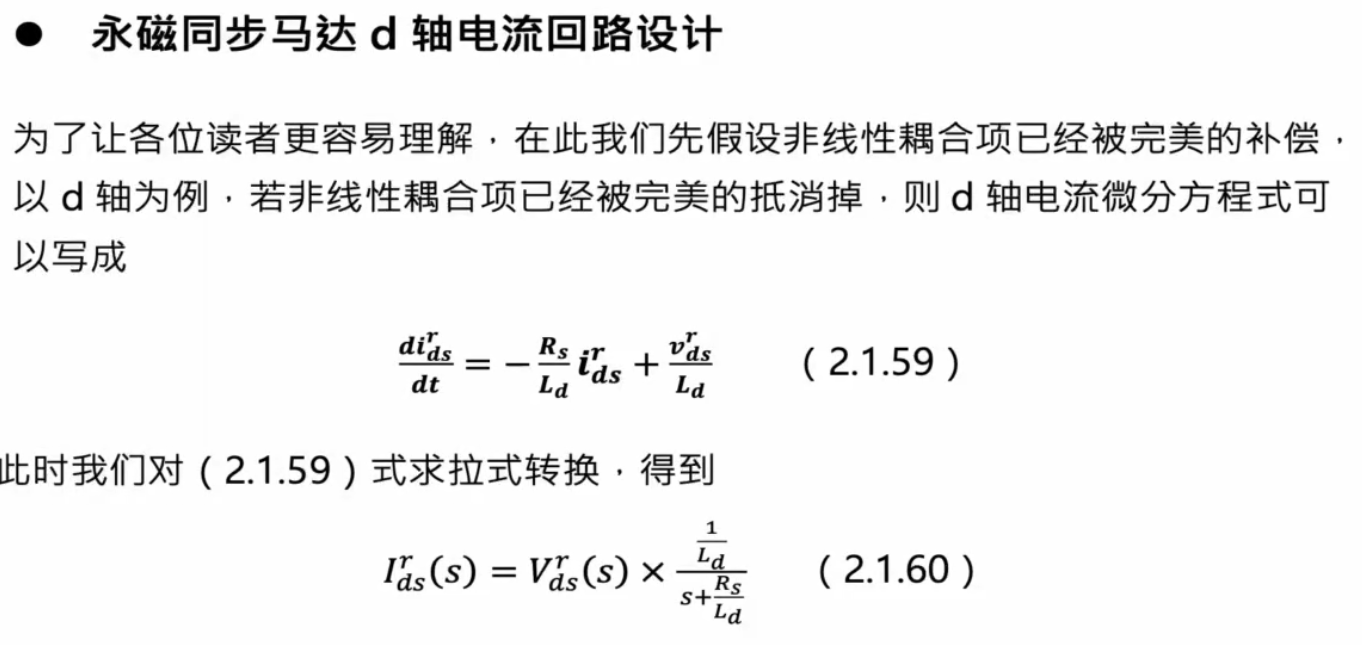 ● 永磁同步马达 d 轴电流回路设计
为了让各位读者更容易理解，在此我们先假设非线性耦合项已经被完美的补偿，
以 d 轴为例，若非线性耦合项已经被完美的抵消掉，则 d 轴电流微分方程式可
以写成
$\frac{di_{ds}^{r}}{dt} = -\frac{R_s}{L_d} i_{ds}^{r} + \frac{v_{ds}^{r}}{L_d}$ （2.1.59）
此时我们对（2.1.59）式求拉式转换，得到
$I_{ds}^{r}(s) = V_{ds}^{r}(s) \times \frac{\frac{1}{L_d}}{s+\frac{R_s}{L_d}}$ （2.1.60）